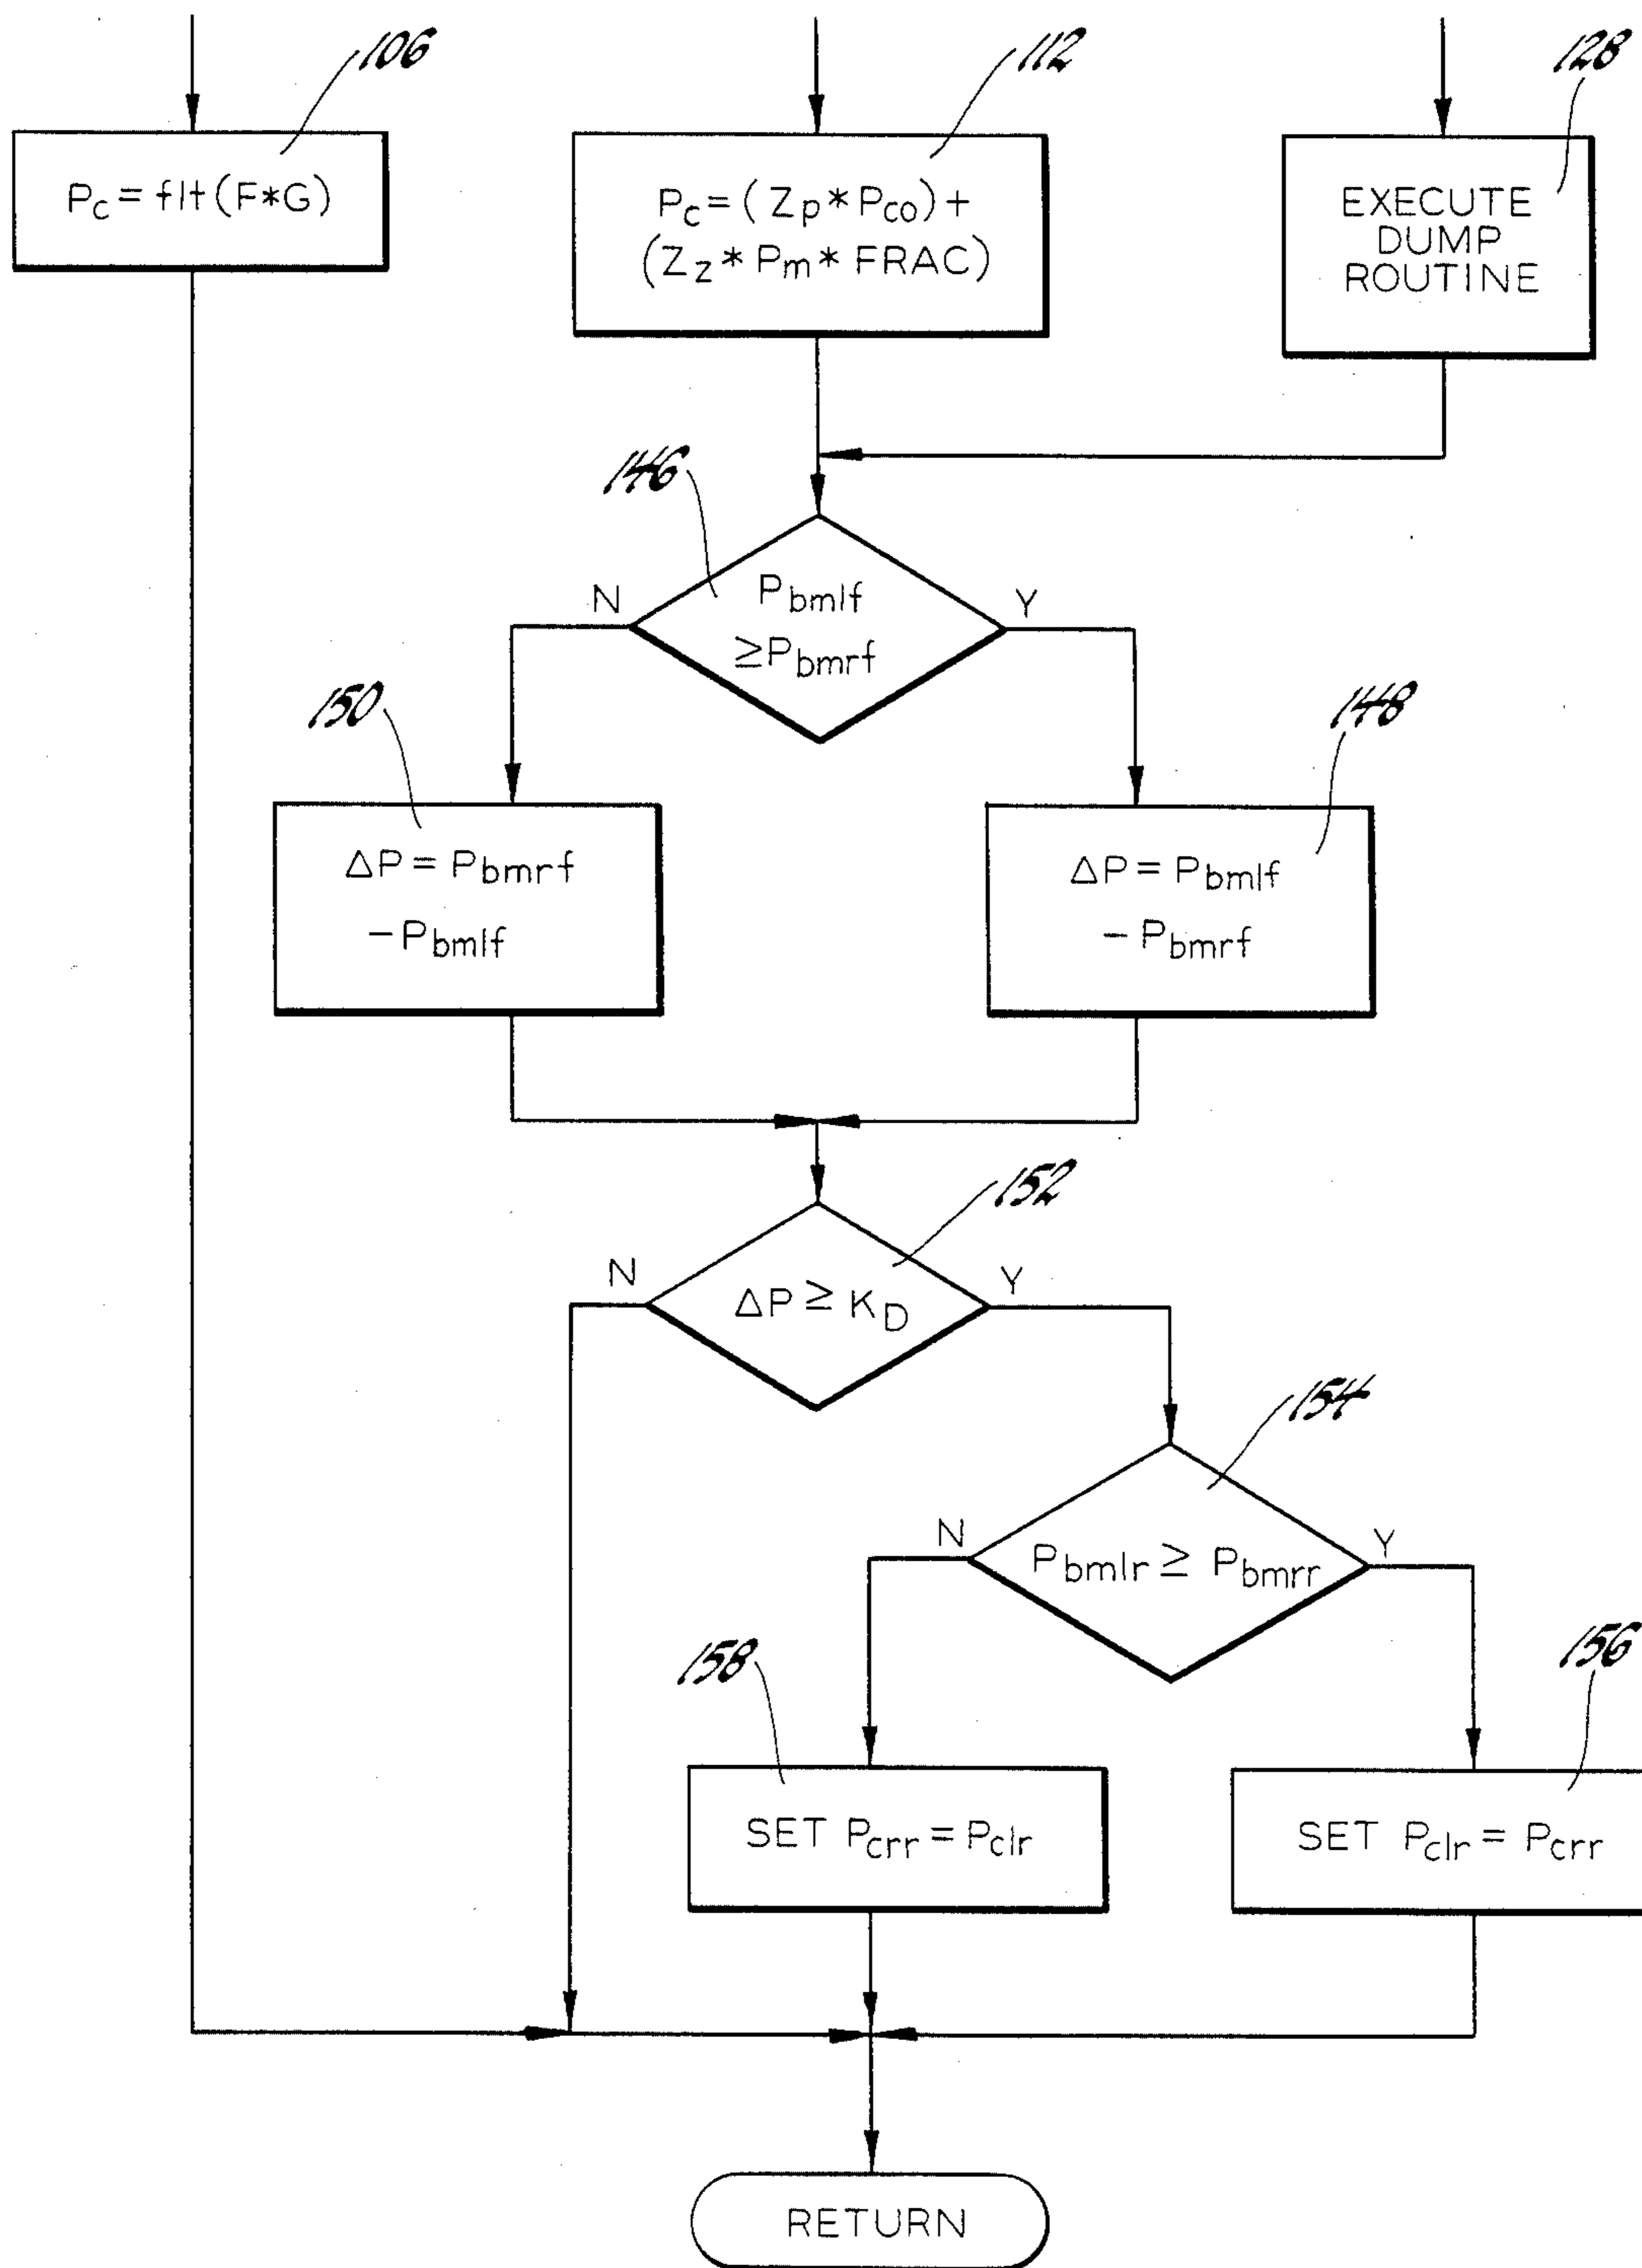 106
112
128
Pc = flt (F*G)
Pc = (Zp * Pco) +
(Zz * Pm * FRAC)
EXECUTE
DUMP
ROUTINE
146
N
Pbmlf
≥Pbmrf
Y
150
148
ΔP = Pbmrf
-Pbmlf
ΔP = Pbmlf
- Pbmrf
152
N
ΔP ≥ KD
Y
154
N
Pbmlr ≥ Pbmrr
Y
158
156
SET Pcrr = Pclr
SET Pclr = Pcrr
RETURN